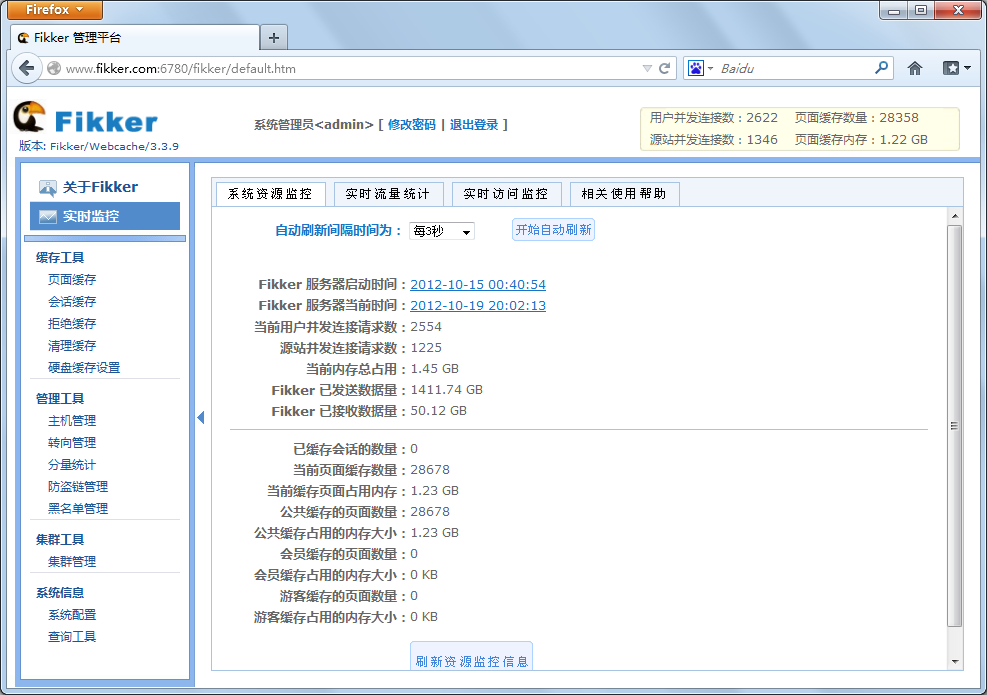 Firefox
Fikker 管理平台
www.fikker.com:6780/fikker/default.htm
Baidu
Fikker
版本: Fikker/Webcache/3.3.9
系统管理员<admin> [ 修改密码 | 退出登录 ]
用户并发连接数：2622 页面缓存数量：28358
源站并发连接数：1346 页面缓存内存：1.22 GB
关于Fikker
实时监控
缓存工具
页面缓存
会话缓存
拒绝缓存
清理缓存
硬盘缓存设置
管理工具
主机管理
转向管理
分量统计
防盗链管理
黑名单管理
集群工具
集群管理
系统信息
系统配置
查询工具
系统资源监控 实时流量统计 实时访问监控 相关使用帮助
自动刷新间隔时间为： 每3秒 开始自动刷新
Fikker 服务器启动时间：2012-10-15 00:40:54
Fikker 服务器当前时间：2012-10-19 20:02:13
当前用户并发连接请求数：2554
源站并发连接请求数：1225
当前内存总占用：1.45 GB
Fikker 已发送数据量：1411.74 GB
Fikker 已接收数据量：50.12 GB
已缓存会话的数量：0
当前页面缓存数量：28678
当前缓存页面占用内存：1.23 GB
公共缓存的页面数量：28678
公共缓存占用的内存大小：1.23 GB
会员缓存的页面数量：0
会员缓存占用的内存大小：0 KB
游客缓存的页面数量：0
游客缓存占用的内存大小：0 KB
刷新资源监控信息